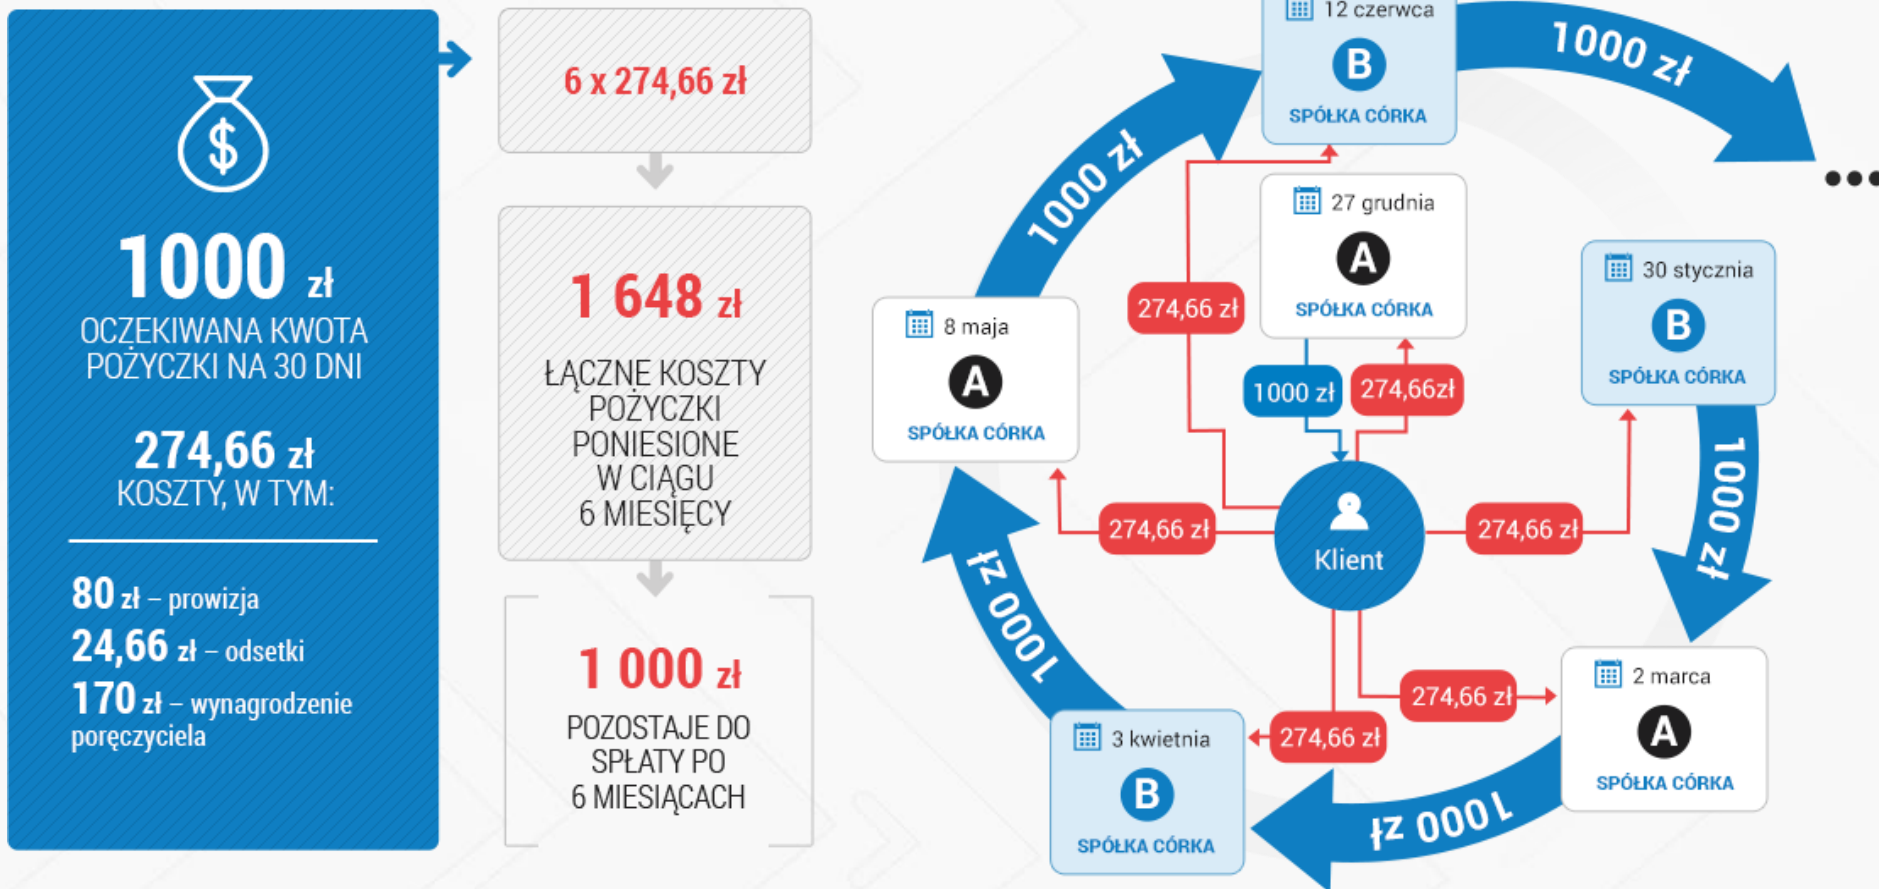 1000 zł
OCZEKIWANA KWOTA
POŻYCZKI NA 30 DNI
274,66 zł
KOSZTY, W TYM:
80 zł – prowizja
24,66 zł – odsetki
170 zł – wynagrodzenie
poręczyciela
6 x 274,66 zł
1 648 zł
ŁĄCZNE KOSZTY
POŻYCZKI
PONIESIONE
W CIĄGU
6 MIESIĘCY
1 000 zł
POZOSTAJE DO
SPŁATY PO
6 MIESIĄCACH
12 czerwca
B
SPÓŁKA CÓRKA
1000 zł
1000 zł
27 grudnia
A
SPÓŁKA CÓRKA
30 stycznia
B
SPÓŁKA CÓRKA
8 maja
A
SPÓŁKA CÓRKA
274,66 zł
1000 zł
274,66zł
1000 zł
274,66 zł
Klient
274,66 zł
1000 zł
2 marca
A
SPÓŁKA CÓRKA
274,66 zł
274,66 zł
3 kwietnia
B
SPÓŁKA CÓRKA
1000 zł